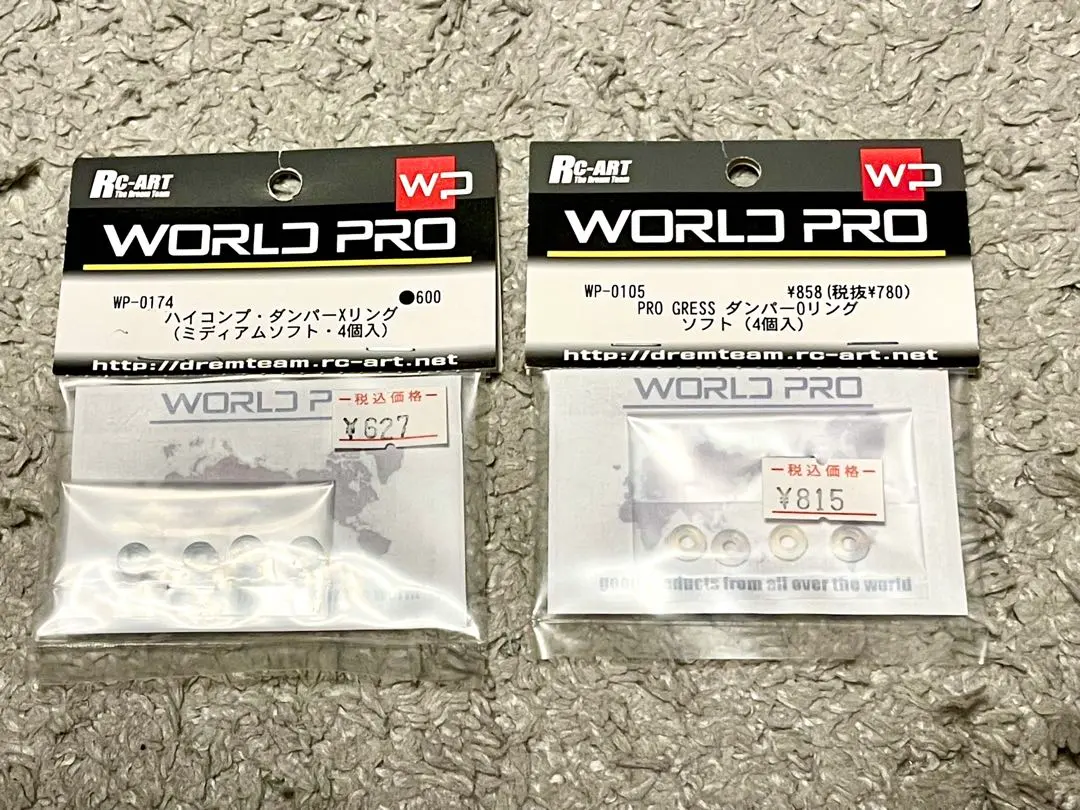 RC-ART
The Dream Team
WP
WORLD PRO
WP-0174
●600
ハイコンプ・ダンパーXリング
(ミディアムソフト・4個入)
http://dremteam.rc-art.net
WORLD P
税込価格
¥627
RC-ART
The Dream Team
WP
WORLD PRO
WP-0105
¥858(税抜¥780)
PRO GRESS ダンパーOリング
ソフト (4個入)
http://dremteam.rc-art.net
WORLD PRO
税込価格
¥815
good products from all over the world